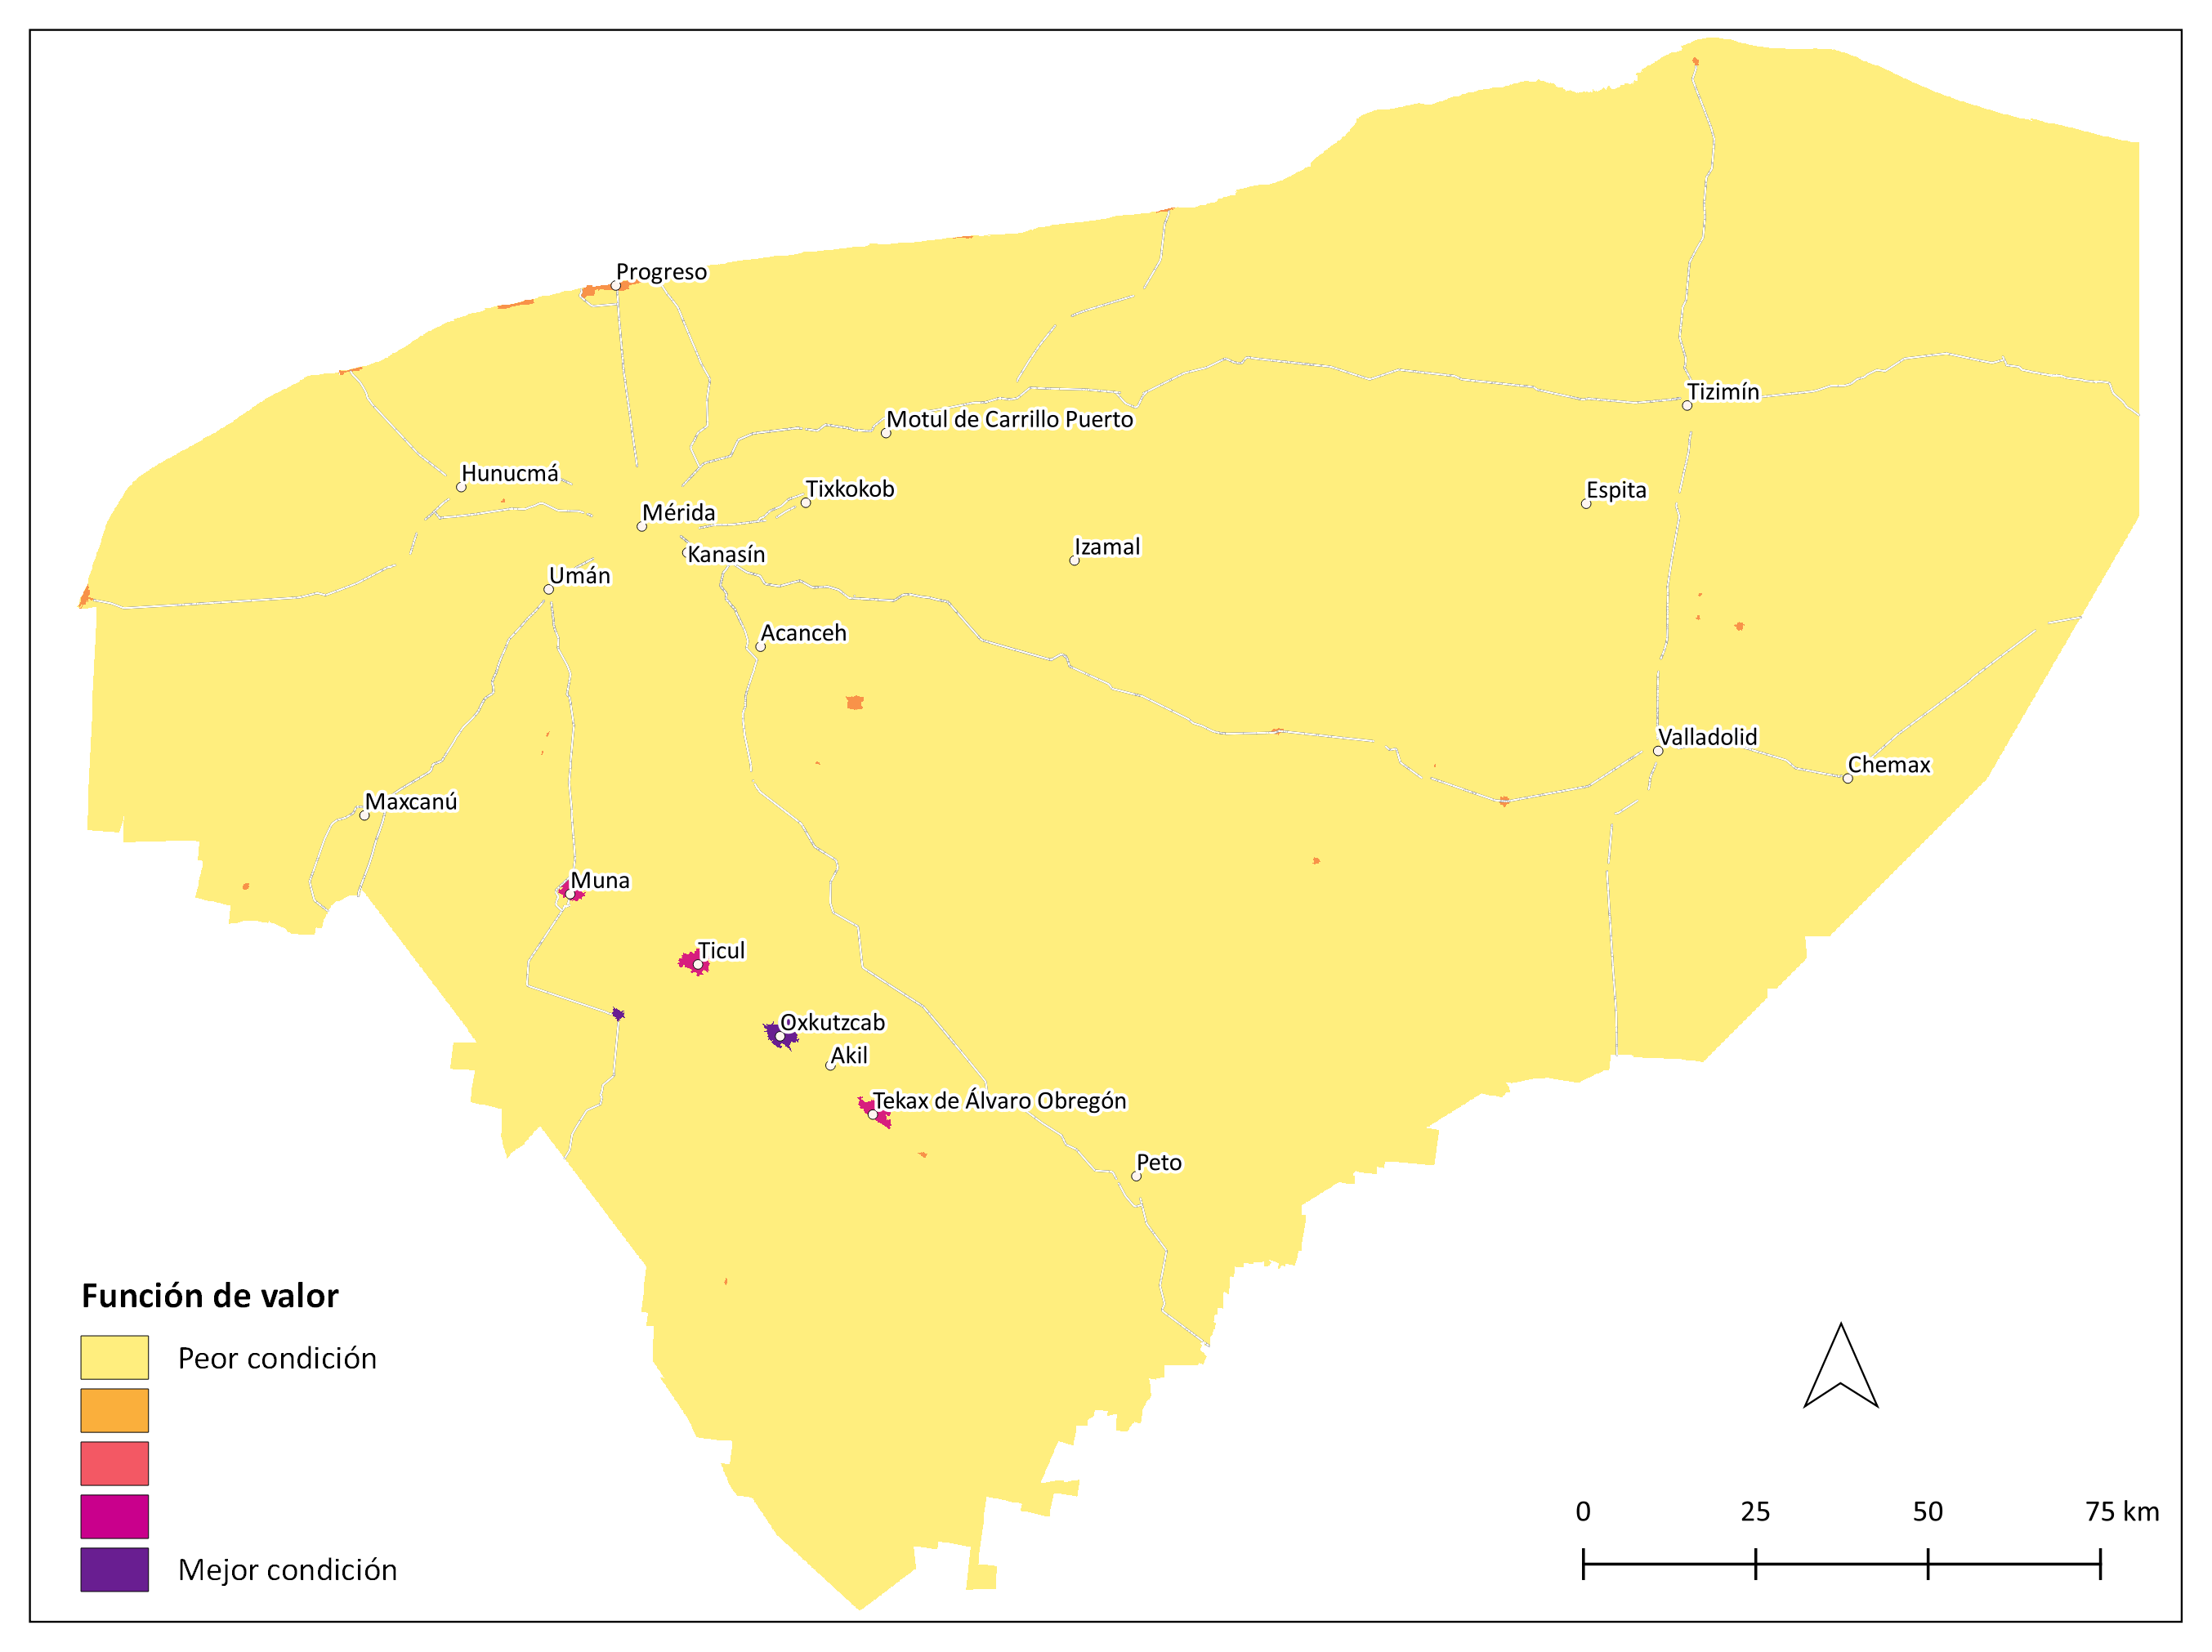 Progreso
Tizimín
Motul de Carrillo Puerto
Hunucmá
Tixkokob
Espita
Mérida
Kanasín
Izamal
Umán
Acanceh
Valladolid
Chemax
Maxcanú
Muna
Ticul
Oxkutzcab
Akil
Tekax de Álvaro Obregón
Peto
Función de valor
Peor condición
Mejor condición
0 25 50 75 km